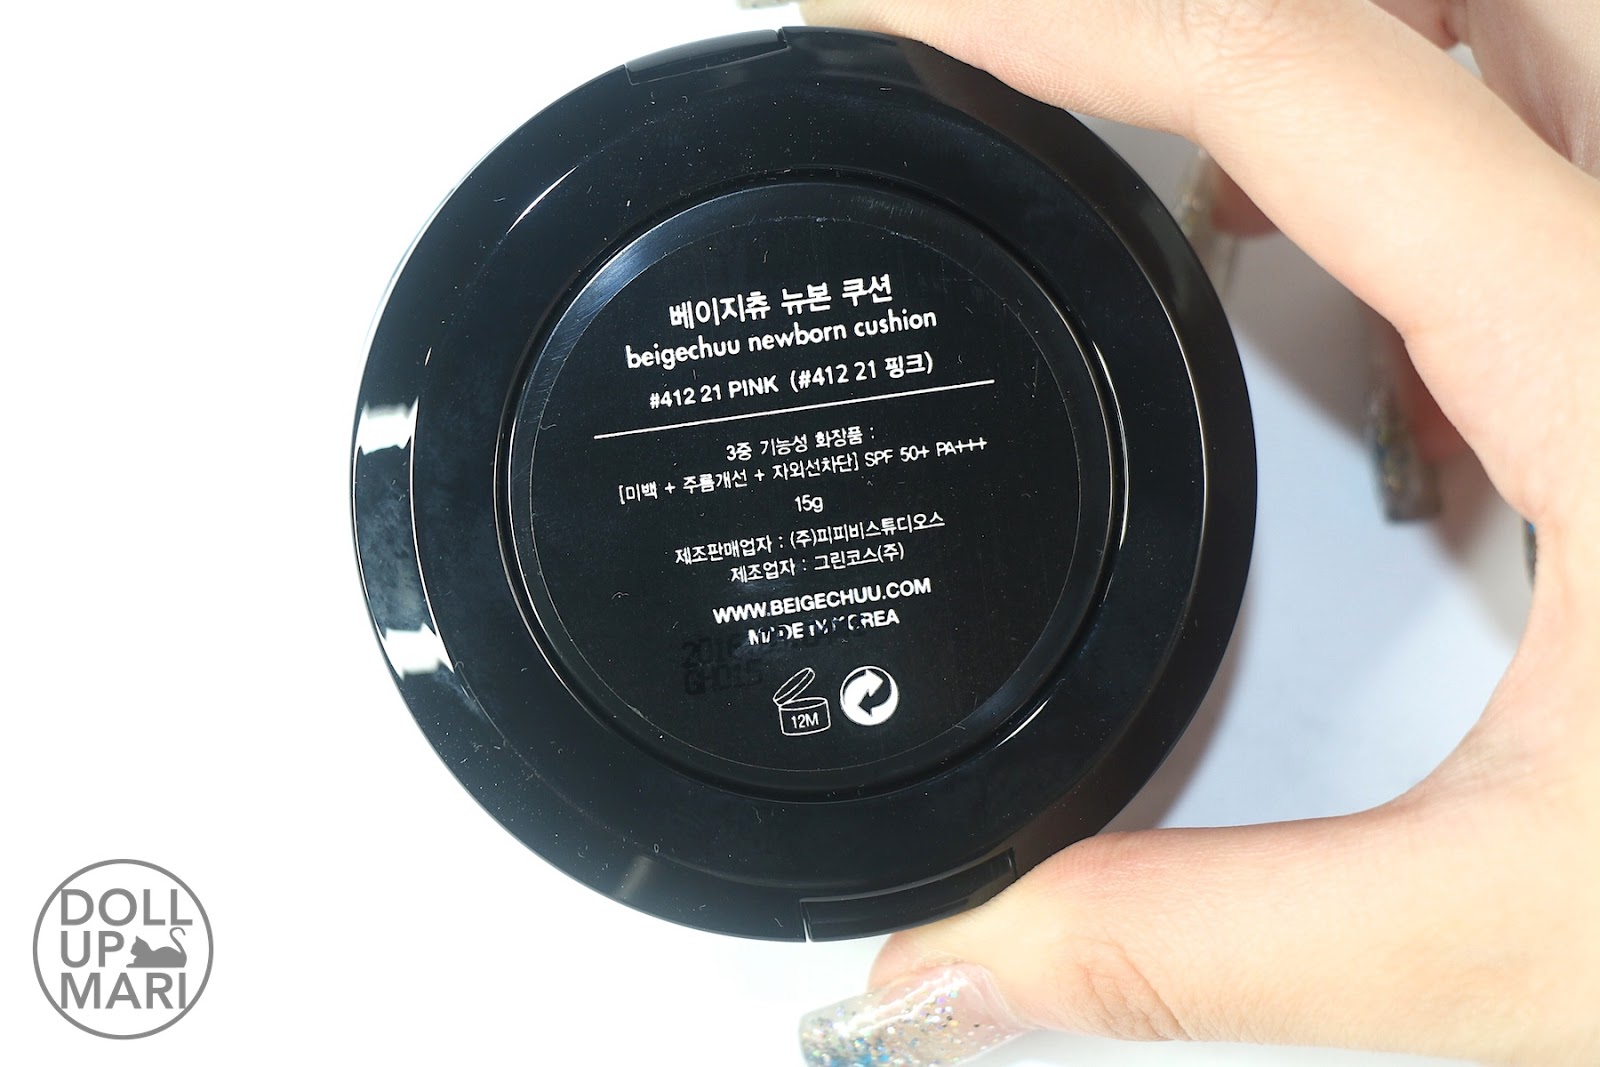 베이지츄 뉴본 쿠션
beigechuu newborn cushion
#412 21 PINK (#412 21 핑크)
3중 기능성 화장품 :
[미백 + 주름개선 + 자외선차단] SPF 50+ PA+++
15g
제조판매업자 : (주)피피비스튜디오스
제조업자 : 그린코스(주)
WWW.BEIGECHUU.COM
MADE IN KOREA
12M
DOLL
UP
MARI